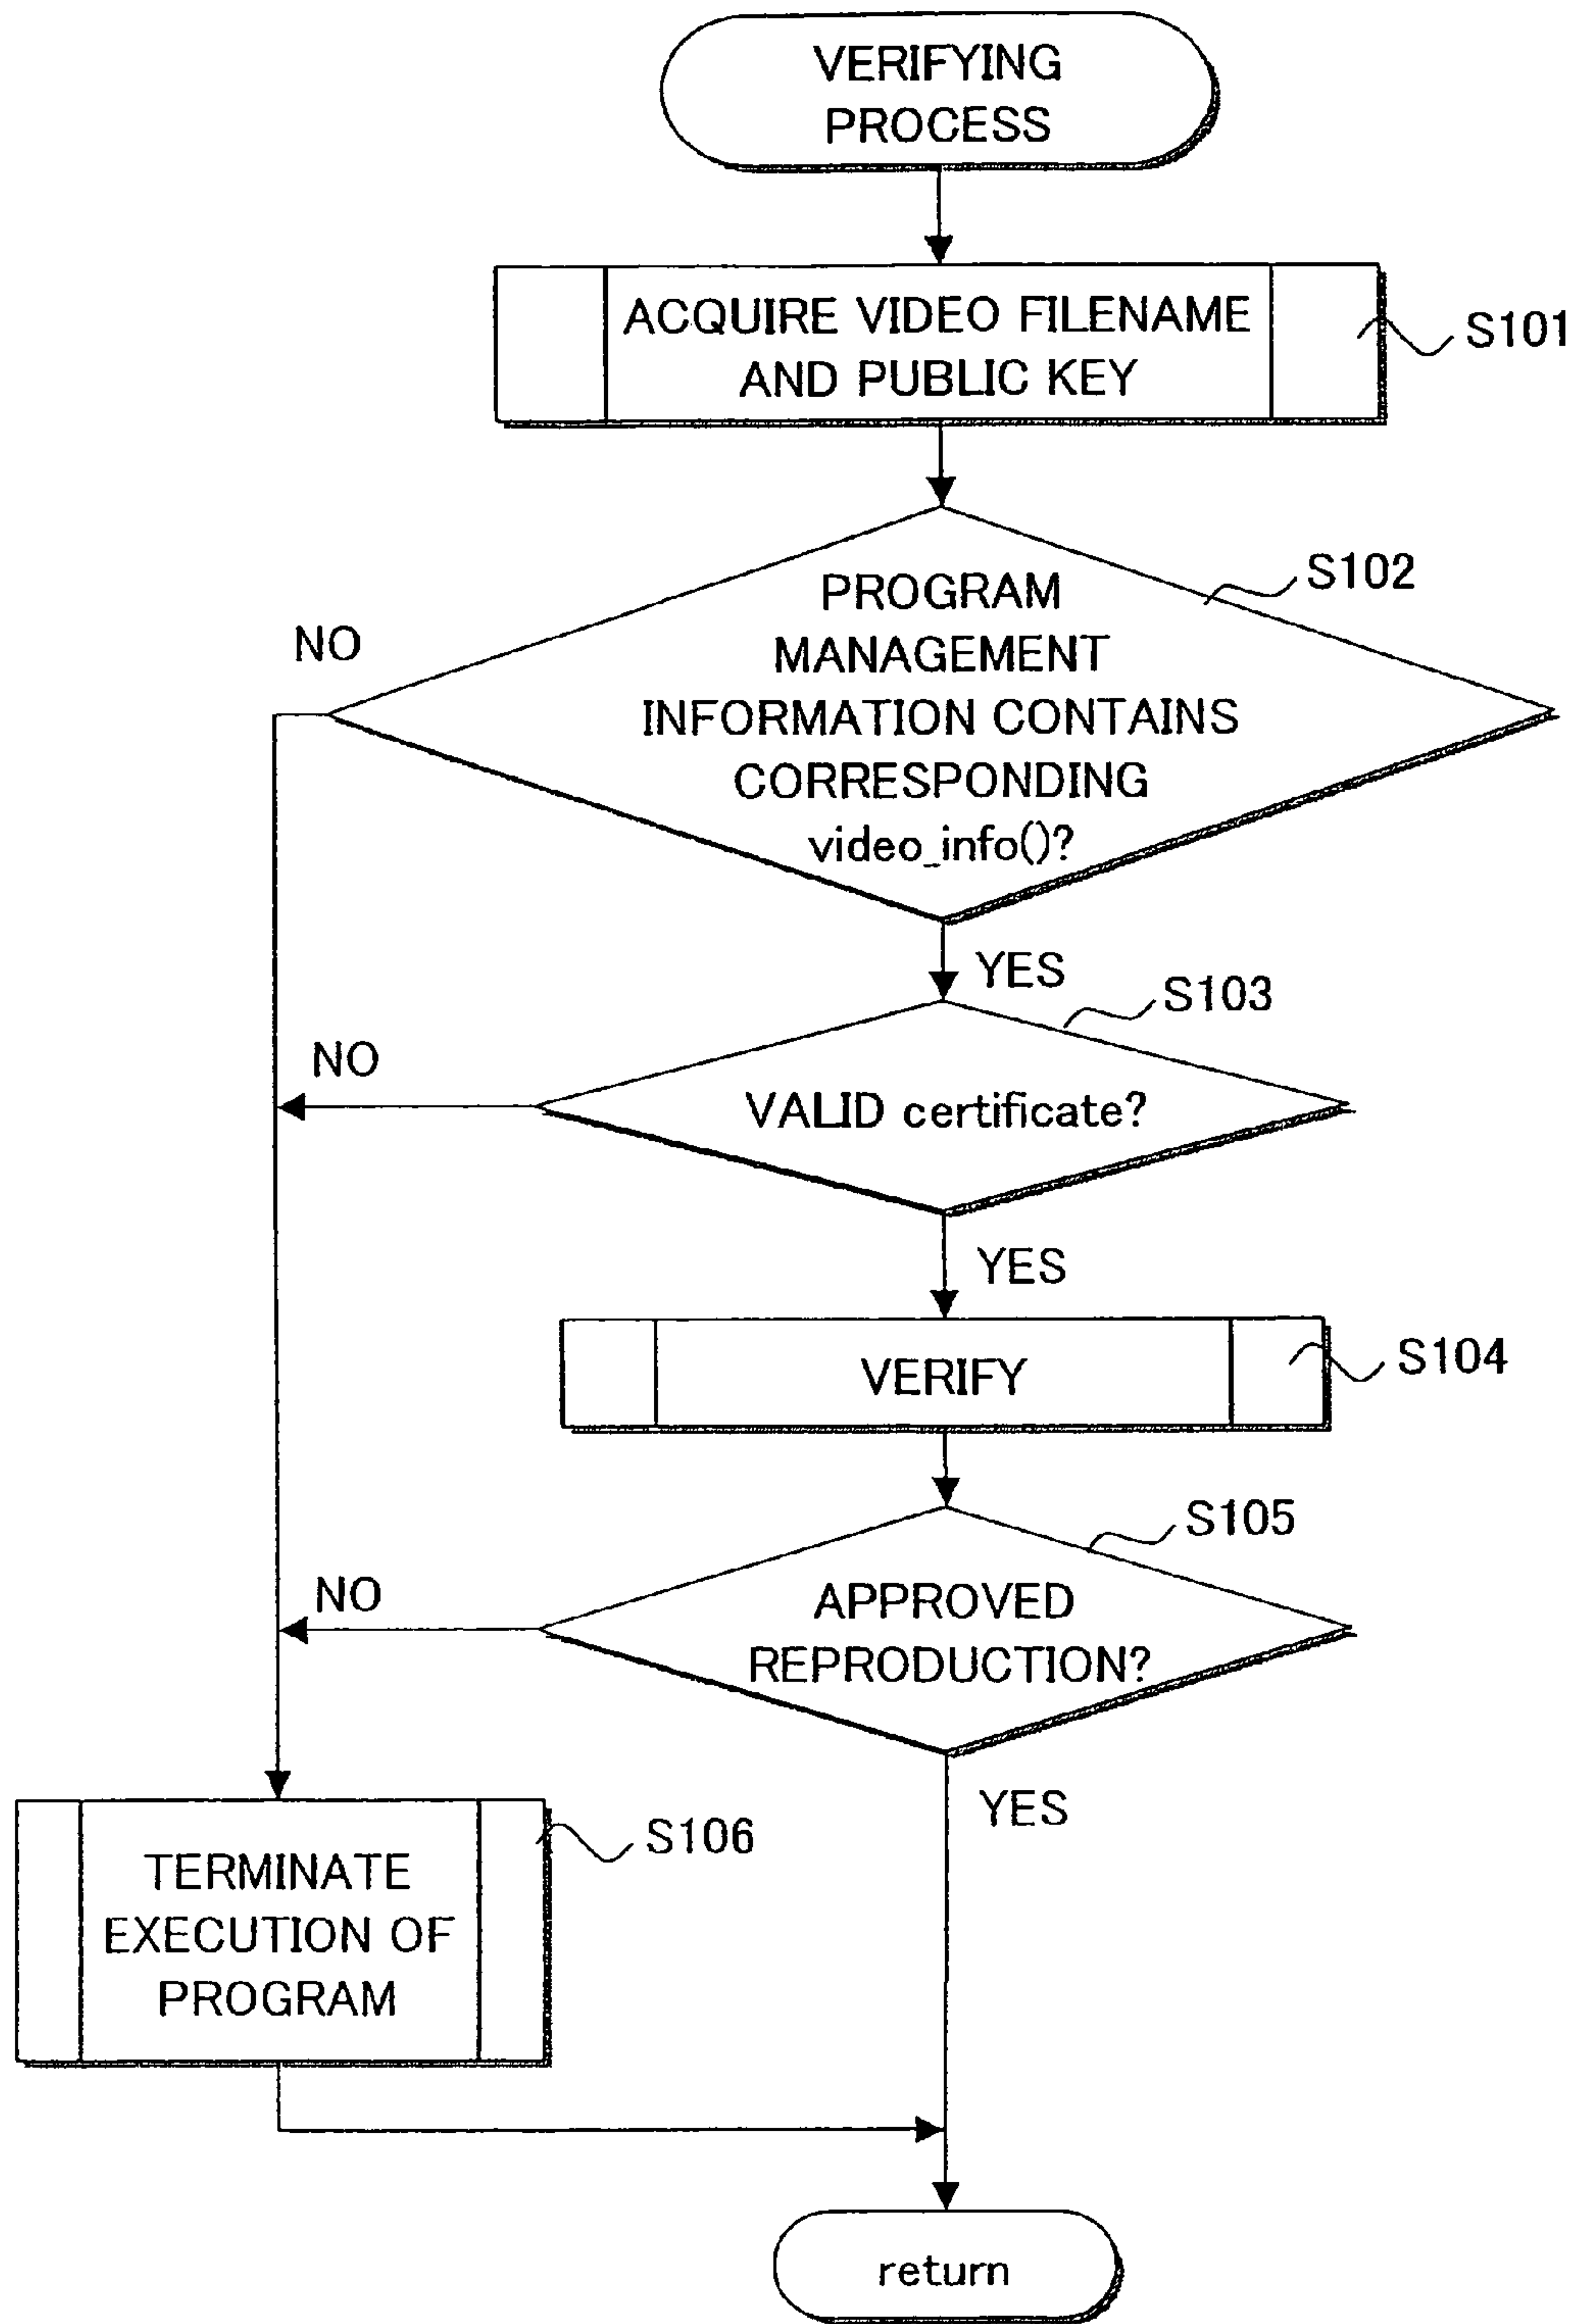 VERIFYING
PROCESS
ACQUIRE VIDEO FILENAME
AND PUBLIC KEY
S101
PROGRAM
MANAGEMENT
INFORMATION CONTAINS
CORRESPONDING
video_info()?
S102
NO
YES
S103
VALID certificate?
NO
YES
VERIFY
S104
S105
APPROVED
REPRODUCTION?
NO
YES
S106
TERMINATE
EXECUTION OF
PROGRAM
return